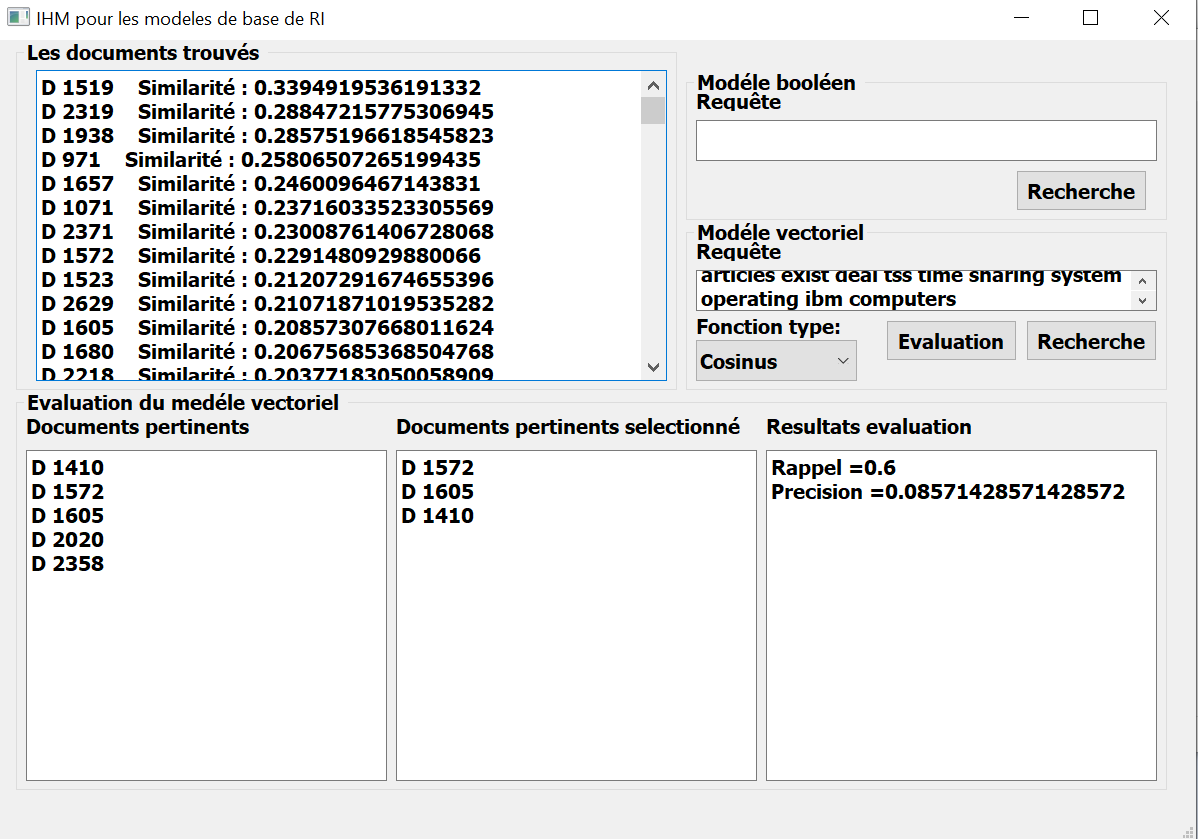 IHM pour les modeles de base de RI
Les documents trouvés
D 1519 Similarité : 0.3394919536191332
D 2319 Similarité : 0.28847215775306945
D 1938 Similarité : 0.28575196618545823
D 971 Similarité : 0.25806507265199435
D 1657 Similarité : 0.2460096467143831
D 1071 Similarité : 0.23716033523305569
D 2371 Similarité : 0.23008761406728068
D 1572 Similarité : 0.2291480929880066
D 1523 Similarité : 0.21207291674655396
D 2629 Similarité : 0.21071871019535282
D 1605 Similarité : 0.20857307668011624
D 1680 Similarité : 0.20675685368504768
D 2218 Similarité : 0.20377183050058909
Modéle booléen
Requête
Recherche
Modéle vectoriel
Requête
articles exist deal tss time sharing system
operating ibm computers
Fonction type:
Cosinus
Evaluation
Recherche
Evaluation du medéle vectoriel
Documents pertinents
D 1410
D 1572
D 1605
D 2020
D 2358
Documents pertinents selectionné
D 1572
D 1605
D 1410
Resultats evaluation
Rappel =0.6
Precision =0.08571428571428572